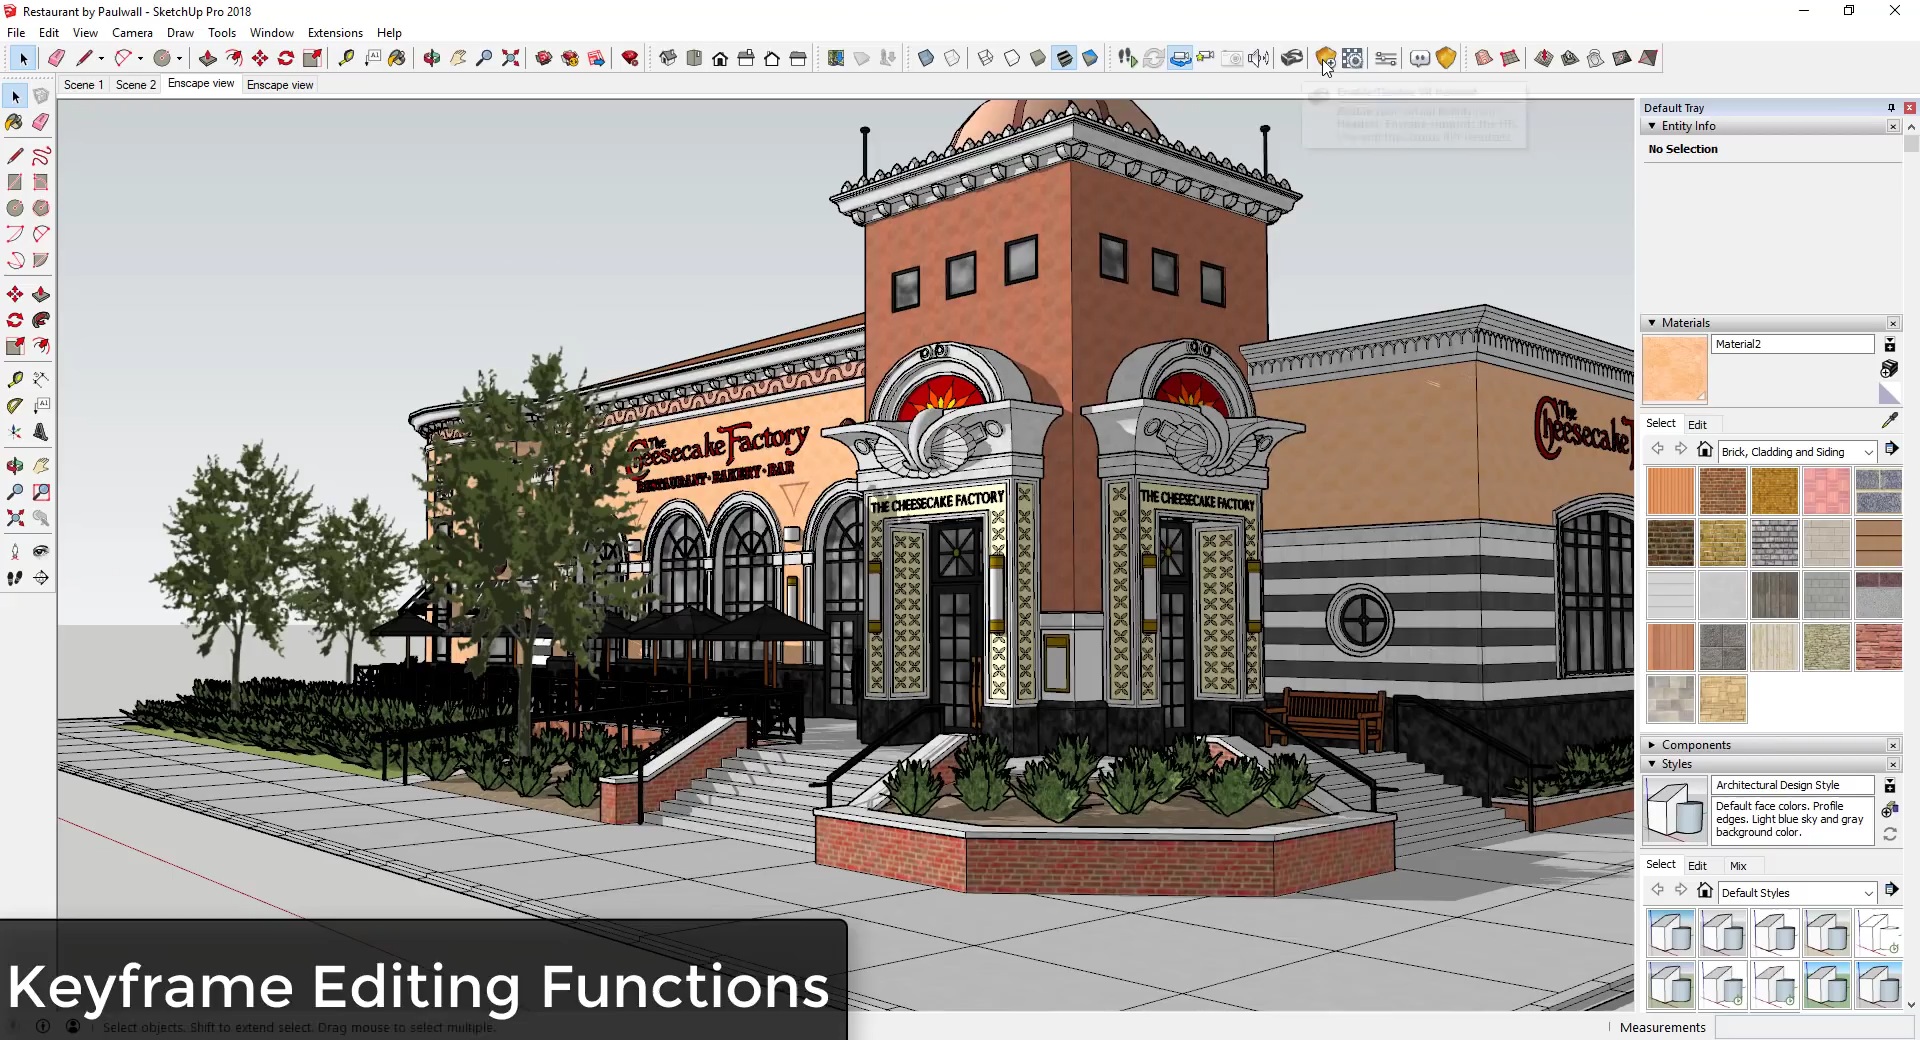 Restaurant by Paulwall - SketchUp Pro 2018
File Edit View Camera Draw Tools Window Extensions Help
Scene 1 Scene 2 Enscape view Enscape view
Default Tray
Entity Info
No Selection
Materials
Material2
Select Edit
Brick, Cladding and Siding
Components
Styles
Architectural Design Style
Default face colors. Profile
edges. Light blue sky and gray
background color.
Select Edit Mix
Default Styles
The
Cheesecake Factory
RESTAURANT·BAKERY·BAR
THE CHEESECAKE FACTORY
THE CHEESECAKE FACTORY
The
Cheesecake
Keyframe Editing Functions
Select objects. Shift to extend select. Drag mouse to select multiple.
Measurements